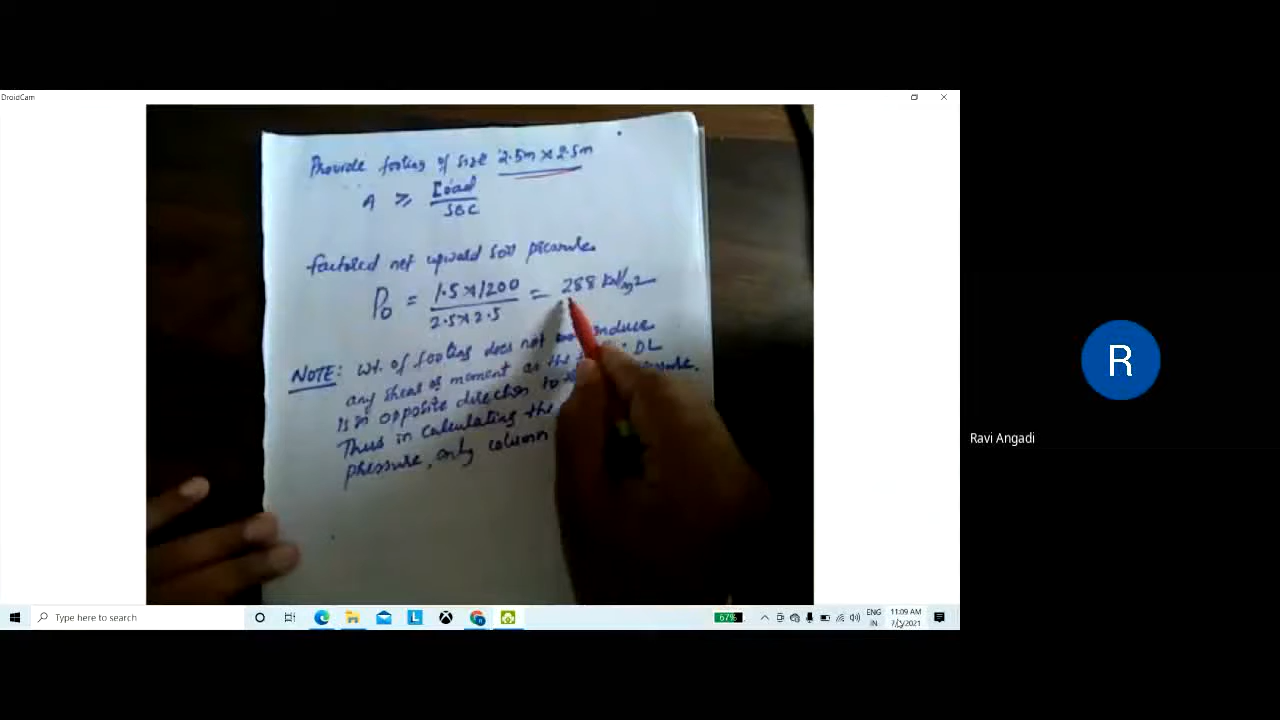 DroidCam
Provide footing of size 2.5m x 2.5m
A ≥ Load
SBC
factored net upward soil pressure
P0 = 1.5x1200 = 288 kN/m2
2.5x2.5
NOTE: Wt. of footing does not induce
any shear or moment as the DL
is in opposite direction to
Thus in calculating the
pressure, only column
R
Ravi Angadi
Type here to search
67%
ENG
IN
11:09 AM